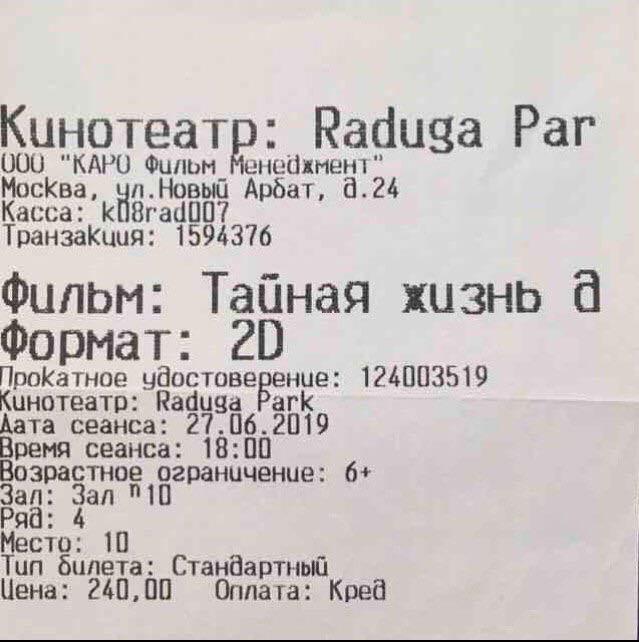 Кинотеатр: Raduga Par
ООО "КАРО Фильм Менеджмент"
Москва, ул.Новый Арбат, д.24
Касса: k08rad007
Транзакция: 1594376
Фильм: Тайная жизнь д
Формат: 2D
Прокатное удостоверение: 124003519
Кинотеатр: Raduga Park
Дата сеанса: 27.06.2019
Время сеанса: 18:00
Возрастное ограничение: 6+
Зал: Зал "10
Ряд: 4
Место: 10
Тип билета: Стандартный
Цена: 240,00 Оплата: Кред